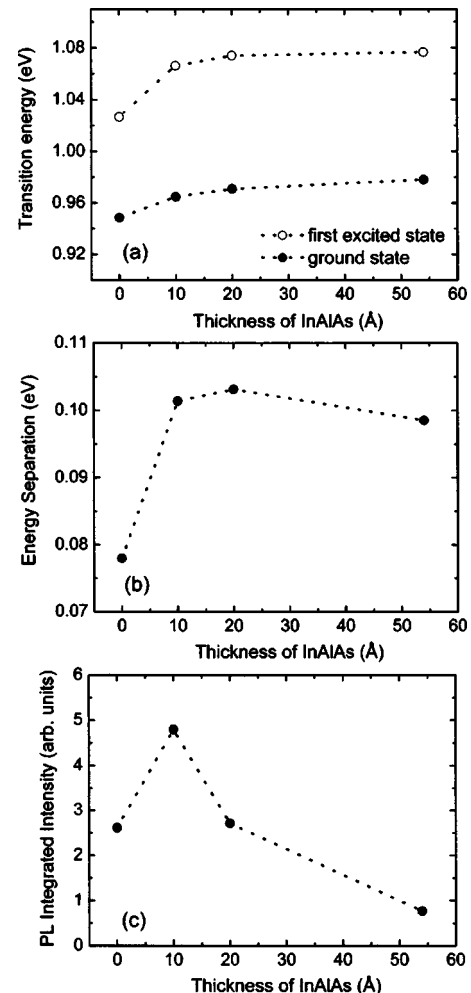 1.08
1.04
1.00
0.96
0.92
Transition energy (eV)
first excited state
ground state
(a)
0 10 20 30 40 50 60
Thickness of InAlAs (Å)
0.11
0.10
0.09
0.08
0.07
Energy Separation (eV)
(b)
0 10 20 30 40 50 60
Thickness of InAlAs (Å)
6
5
4
3
2
1
0
PL Integrated Intensity (arb. units)
(c)
0 10 20 30 40 50 60
Thickness of InAlAs (Å)